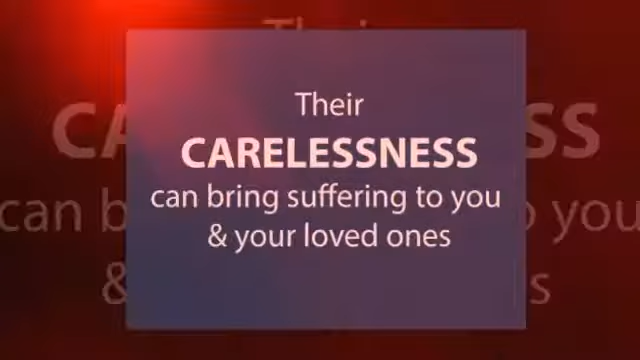 Their
CARELESSNESS
can bring suffering to you
& your loved ones